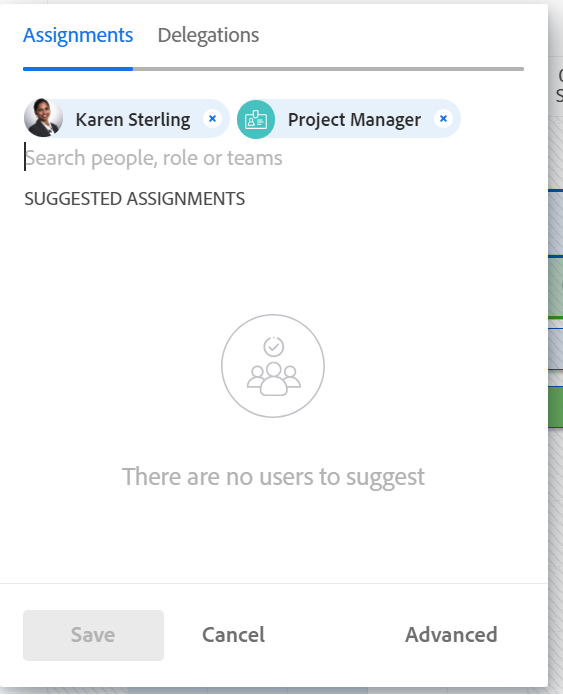 Assignments Delegations
Karen Sterling × Project Manager ×
Search people, role or teams
SUGGESTED ASSIGNMENTS
There are no users to suggest
Save Cancel Advanced